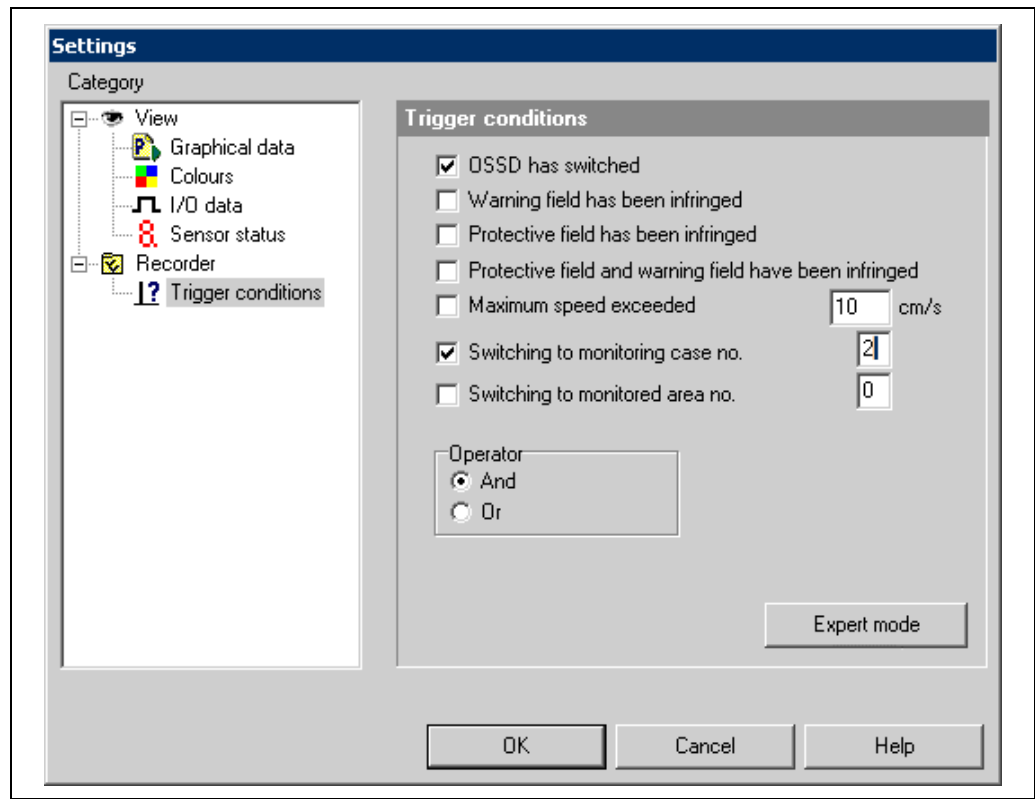 Settings
Category
View
Graphical data
Colours
I/O data
Sensor status
Recorder
Trigger conditions
Trigger conditions
OSSD has switched
Warning field has been infringed
Protective field has been infringed
Protective field and warning field have been infringed
Maximum speed exceeded 10 cm/s
Switching to monitoring case no. 2
Switching to monitored area no. 0
Operator
And
Or
Expert mode
OK Cancel Help